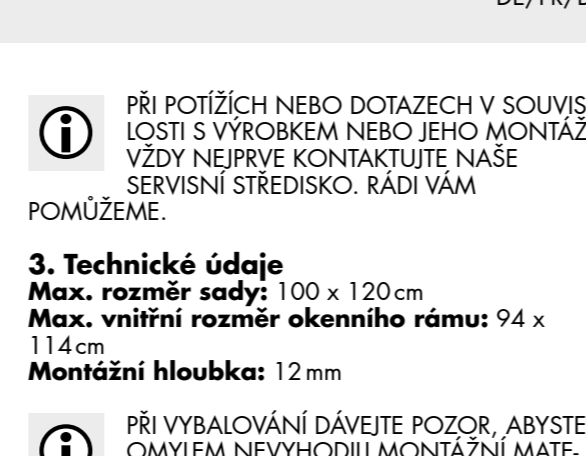 DE/FR/B
PŘI POTÍŽÍCH NEBO DOTAZECH V SOUVIS
LOSTI S VÝROBKEM NEBO JEHO MONTÁŽ
VŽDY NEJPRVE KONTAKTUJTE NAŠE
SERVISNÍ STŘEDISKO. RÁDI VÁM
POMŮŽEME.
3. Technické údaje
Max. rozměr sady: 100 x 120 cm
Max. vnitřní rozměr okenního rámu: 94 x
114 cm
Montážní hloubka: 12 mm
PŘI VYBALOVÁNÍ DÁVEJTE POZOR, ABYSTE
OMYLEM NEVYHODILI MONTÁŽNÍ MATE-